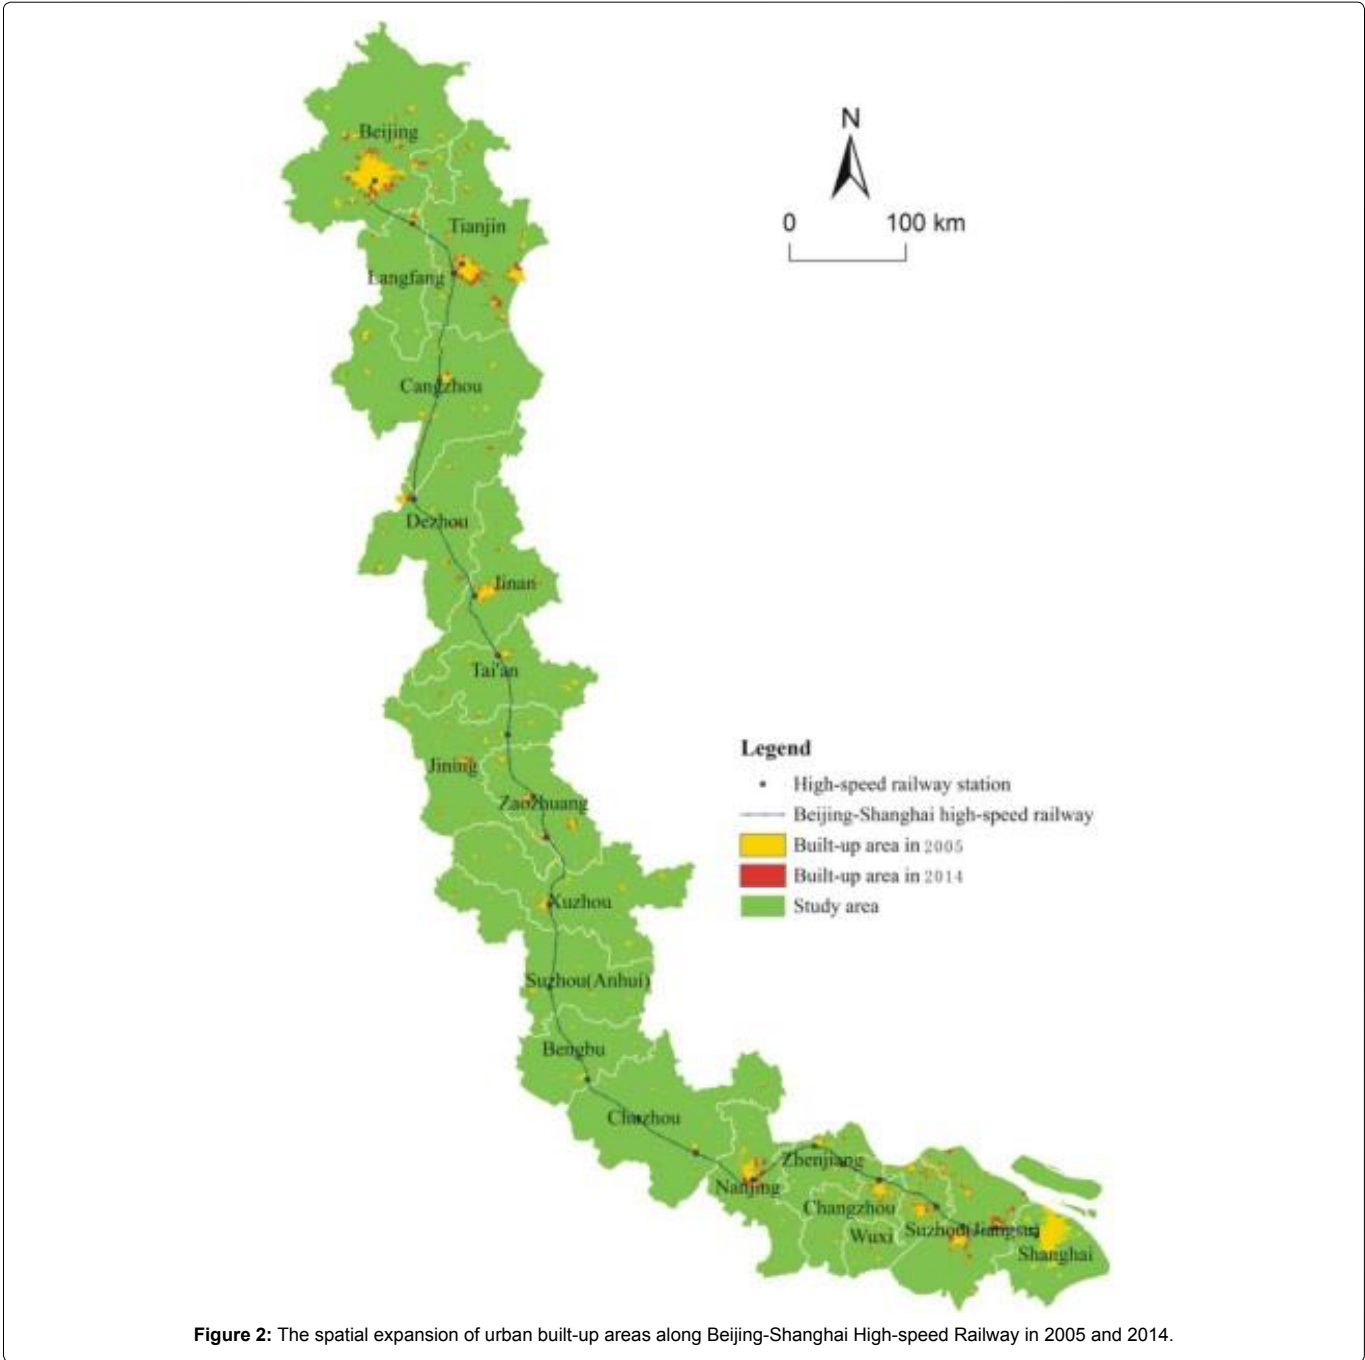 N
0 100 km
Beijing
Tianjin
Langfang
Cangzhou
Dezhou
Jinan
Tai'an
Jining
Zaozhuang
Xuzhou
Suzhou(Anhui)
Bengbu
Chuzhou
Zhenjiang
Nanjing
Changzhou
Wuxi
Suzhou(Jiangsu)
Shanghai
Legend
High-speed railway station
Beijing-Shanghai high-speed railway
Built-up area in 2005
Built-up area in 2014
Study area
Figure 2: The spatial expansion of urban built-up areas along Beijing-Shanghai High-speed Railway in 2005 and 2014.